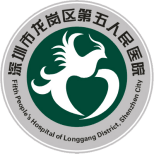 深圳市龙岗区第五人民医院
Fifth People's Hospital of Longgang District, Shenzhen City